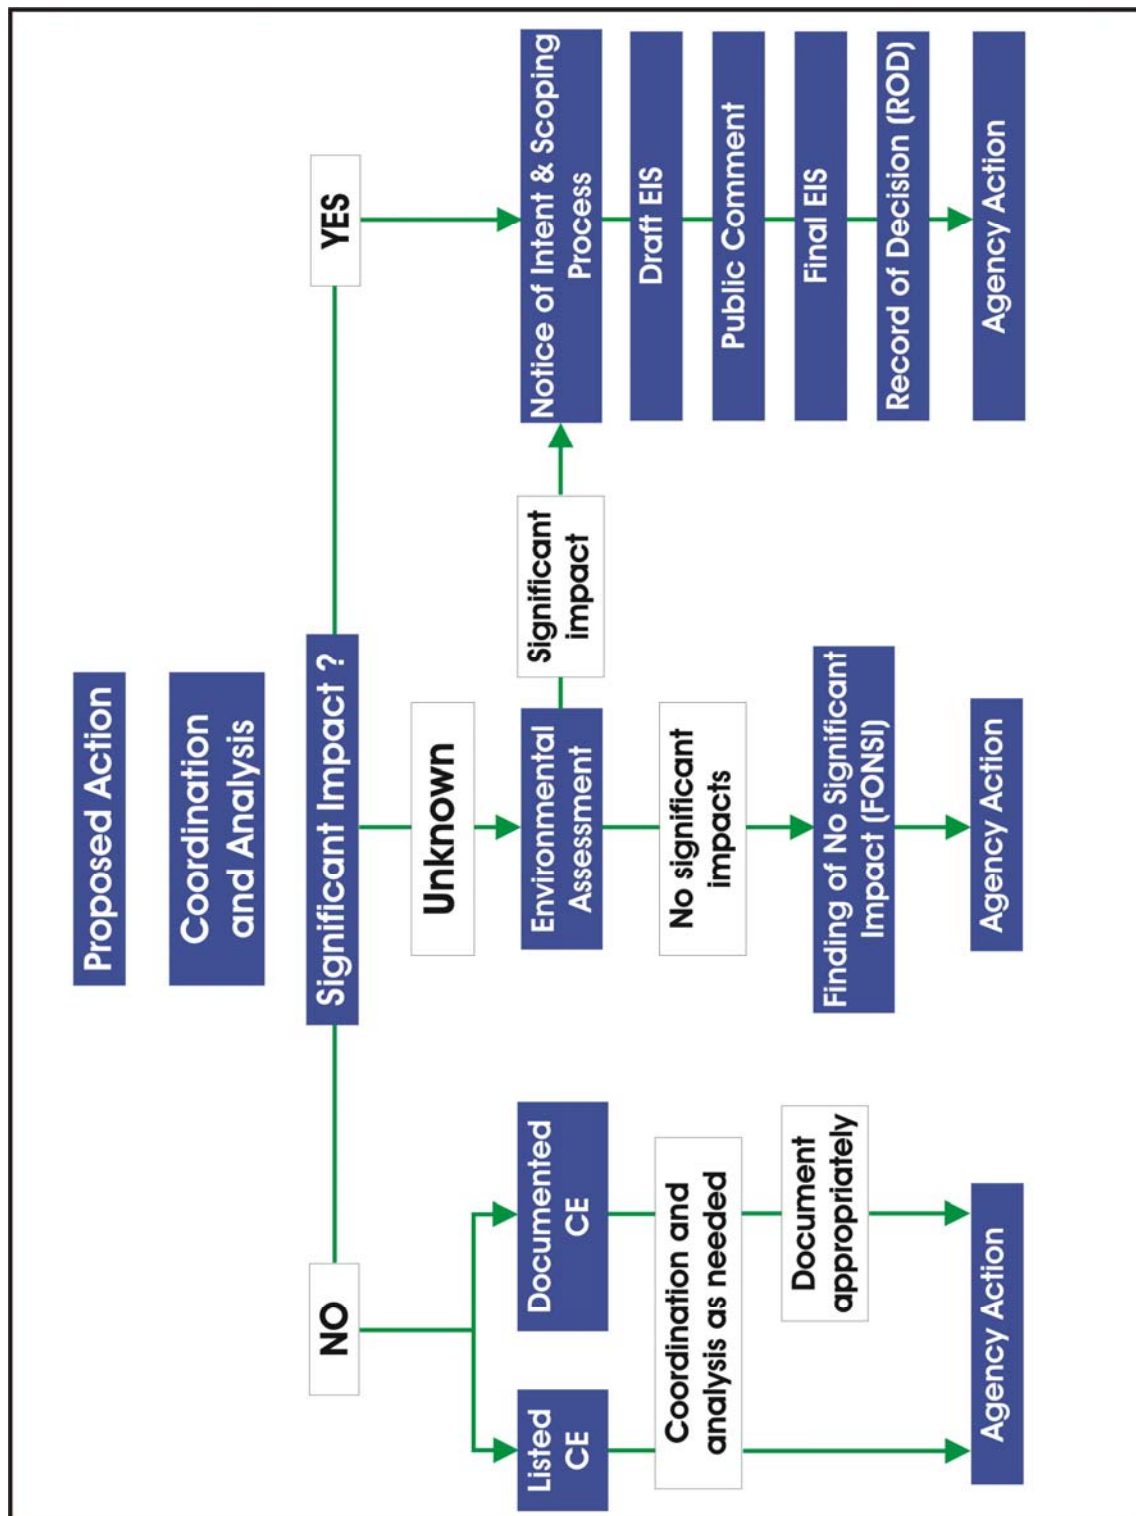 Proposed Action
Coordination
and Analysis
Significant Impact ?
NO
Unknown
YES
Listed
CE
Documented
CE
Environmental
Assessment
Significant
impact
Notice of Intent & Scoping
Process
Coordination and
analysis as needed
No significant
impacts
Draft EIS
Public Comment
Document
appropriately
Finding of No Significant
Impact (FONSI)
Final EIS
Record of Decision (ROD)
Agency Action
Agency Action
Agency Action